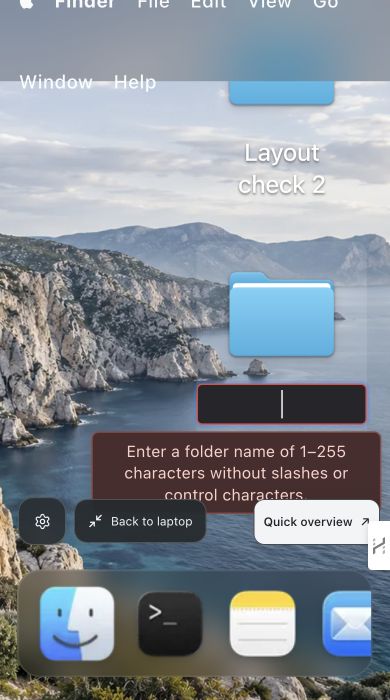 Finder File Edit View Go
Window Help
Layout
check 2
Enter a folder name of 1–255
characters without slashes or
control characters.
Back to laptop
Quick overview ↗
>_